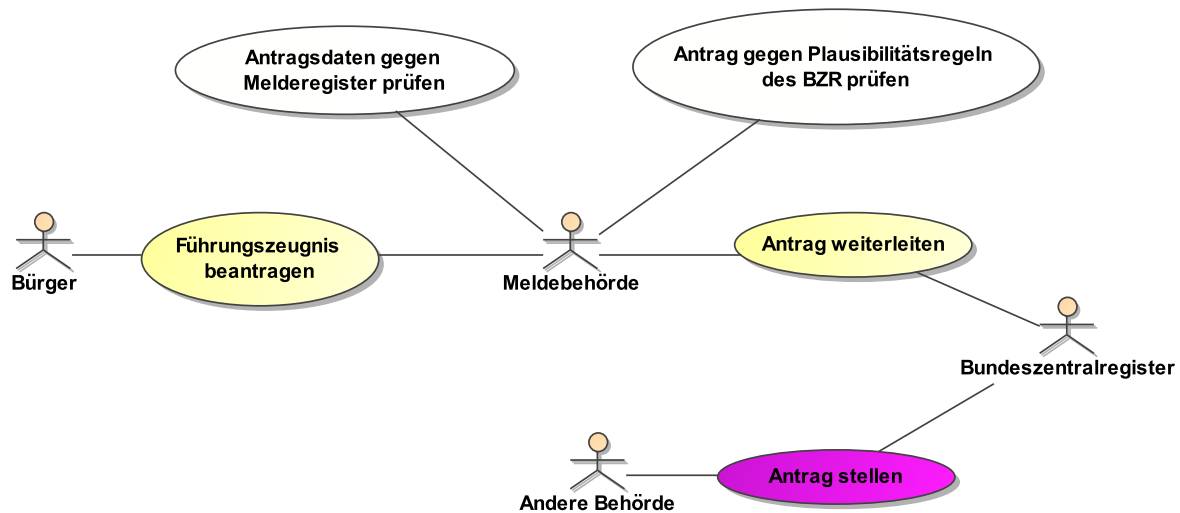 Antragsdaten gegen
Melderegister prüfen
Antrag gegen Plausibilitätsregeln
des BZR prüfen
Führungszeugnis
beantragen
Antrag weiterleiten
Bürger
Meldebehörde
Bundeszentralregister
Antrag stellen
Andere Behörde